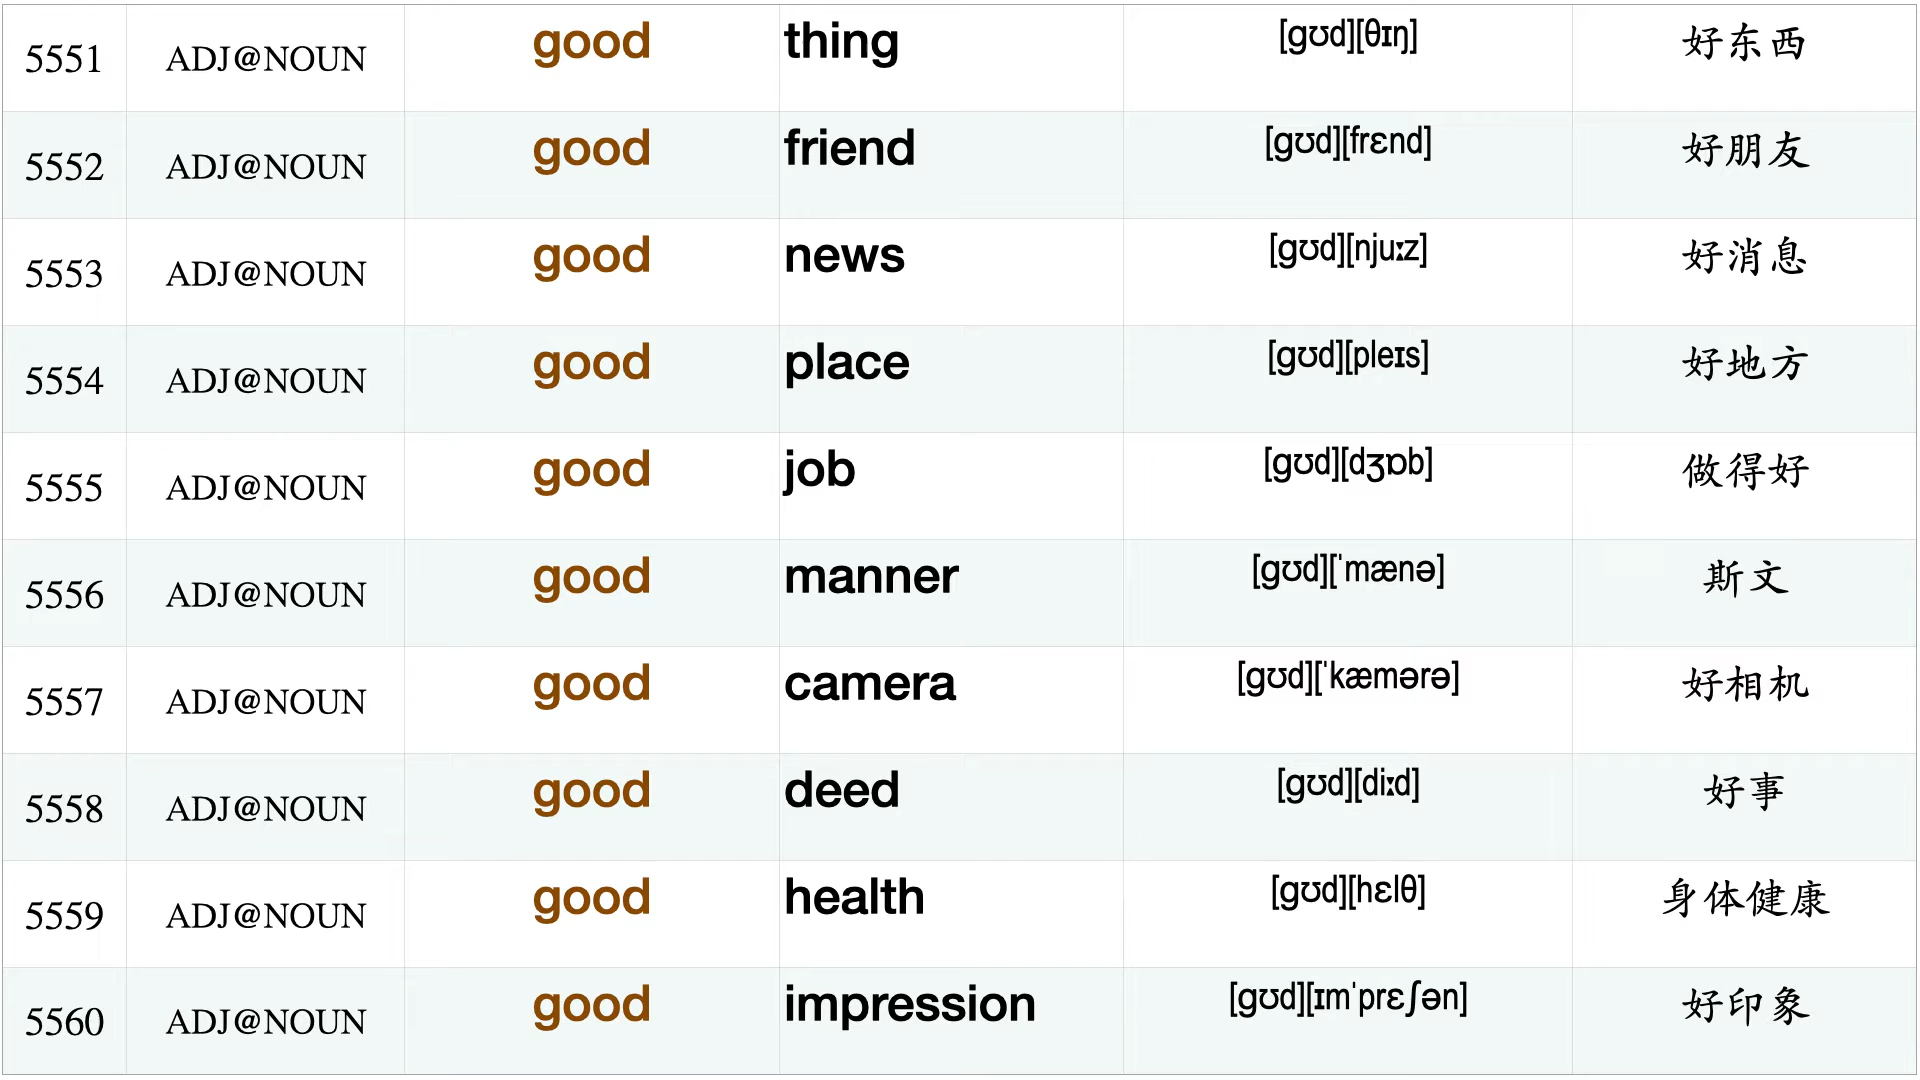 5551 ADJ@NOUN good thing [gʊd][θɪŋ] 好东西
5552 ADJ@NOUN good friend [gʊd][frɛnd] 好朋友
5553 ADJ@NOUN good news [gʊd][njuːz] 好消息
5554 ADJ@NOUN good place [gʊd][pleɪs] 好地方
5555 ADJ@NOUN good job [gʊd][dʒɒb] 做得好
5556 ADJ@NOUN good manner [gʊd][ˈmænə] 斯文
5557 ADJ@NOUN good camera [gʊd][ˈkæmərə] 好相机
5558 ADJ@NOUN good deed [gʊd][diːd] 好事
5559 ADJ@NOUN good health [gʊd][hɛlθ] 身体健康
5560 ADJ@NOUN good impression [gʊd][ɪmˈprɛʃən] 好印象